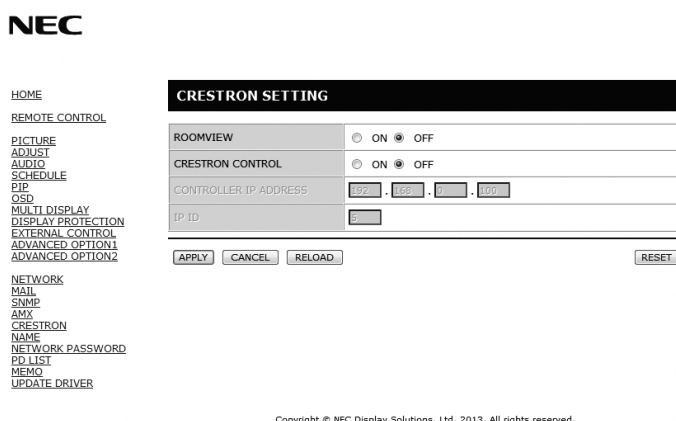 NEC
HOME
REMOTE CONTROL
PICTURE
ADJUST
AUDIO
SCHEDULE
PIP
OSD
MULTI DISPLAY
DISPLAY PROTECTION
EXTERNAL CONTROL
ADVANCED OPTION1
ADVANCED OPTION2
NETWORK
MAIL
SNMP
AMX
CRESTRON
NAME
NETWORK PASSWORD
PD LIST
MEMO
UPDATE DRIVER
CRESTRON SETTING
ROOMVIEW ON OFF
CRESTRON CONTROL ON OFF
CONTROLLER IP ADDRESS 192 . 168 . 0 . 100
IP ID 5
APPLY CANCEL RELOAD RESET
Copyright © NEC Display Solutions, Ltd. 2013. All rights reserved.